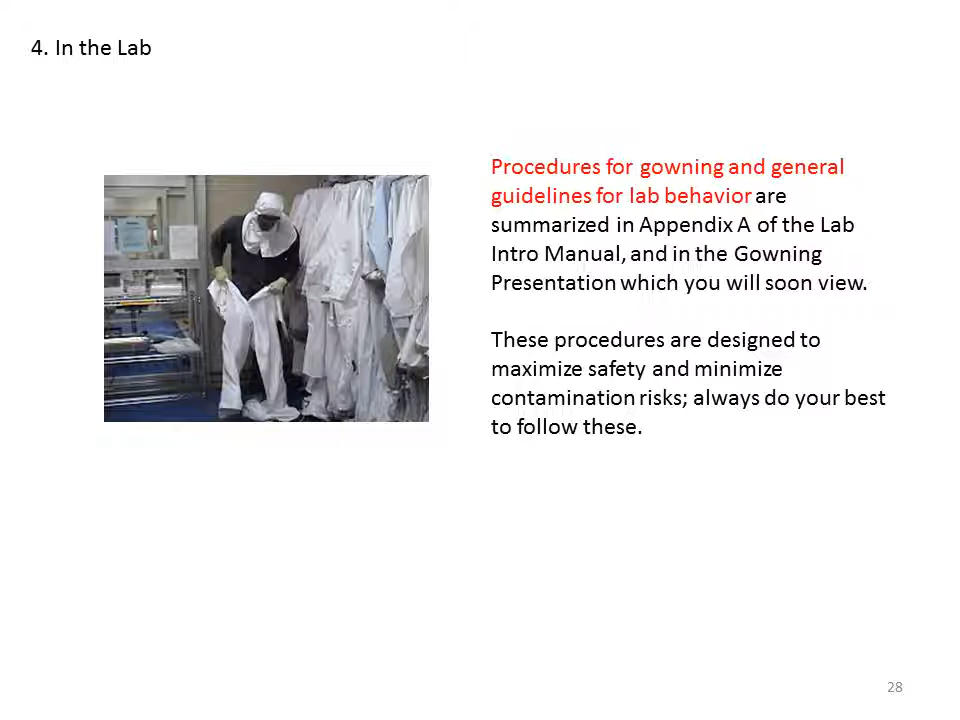 4. In the Lab
Procedures for gowning and general
guidelines for lab behavior are
summarized in Appendix A of the Lab
Intro Manual, and in the Gowning
Presentation which you will soon view.
These procedures are designed to
maximize safety and minimize
contamination risks; always do your best
to follow these.
28